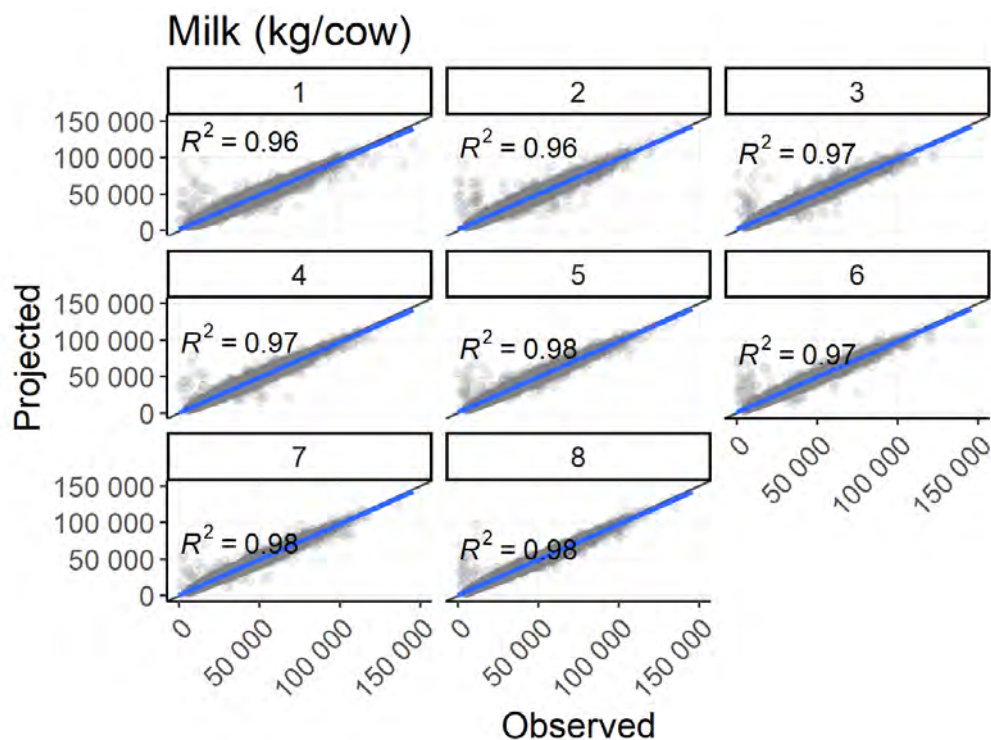 Milk (kg/cow)
1 2 3
150 000
100 000
50 000
0
R² = 0.96
R² = 0.96
R² = 0.97
4 5 6
150 000
100 000
50 000
0
R² = 0.97
R² = 0.98
R² = 0.97
0 50 000 100 000 150 000
7 8
150 000
100 000
50 000
0
R² = 0.98
R² = 0.98
0 50 000 100 000 150 000
0 50 000 100 000 150 000
Projected
Observed